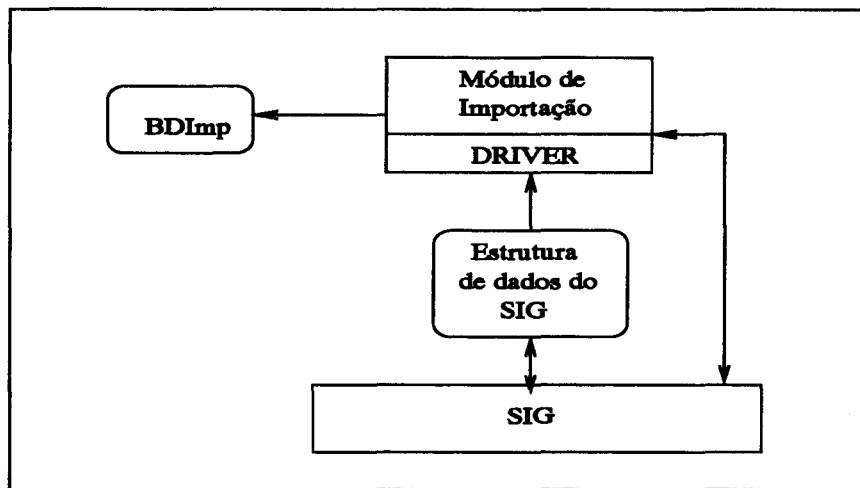 Módulo de
Importação
BDImp
DRIVER
Estrutura
de dados do
SIG
SIG